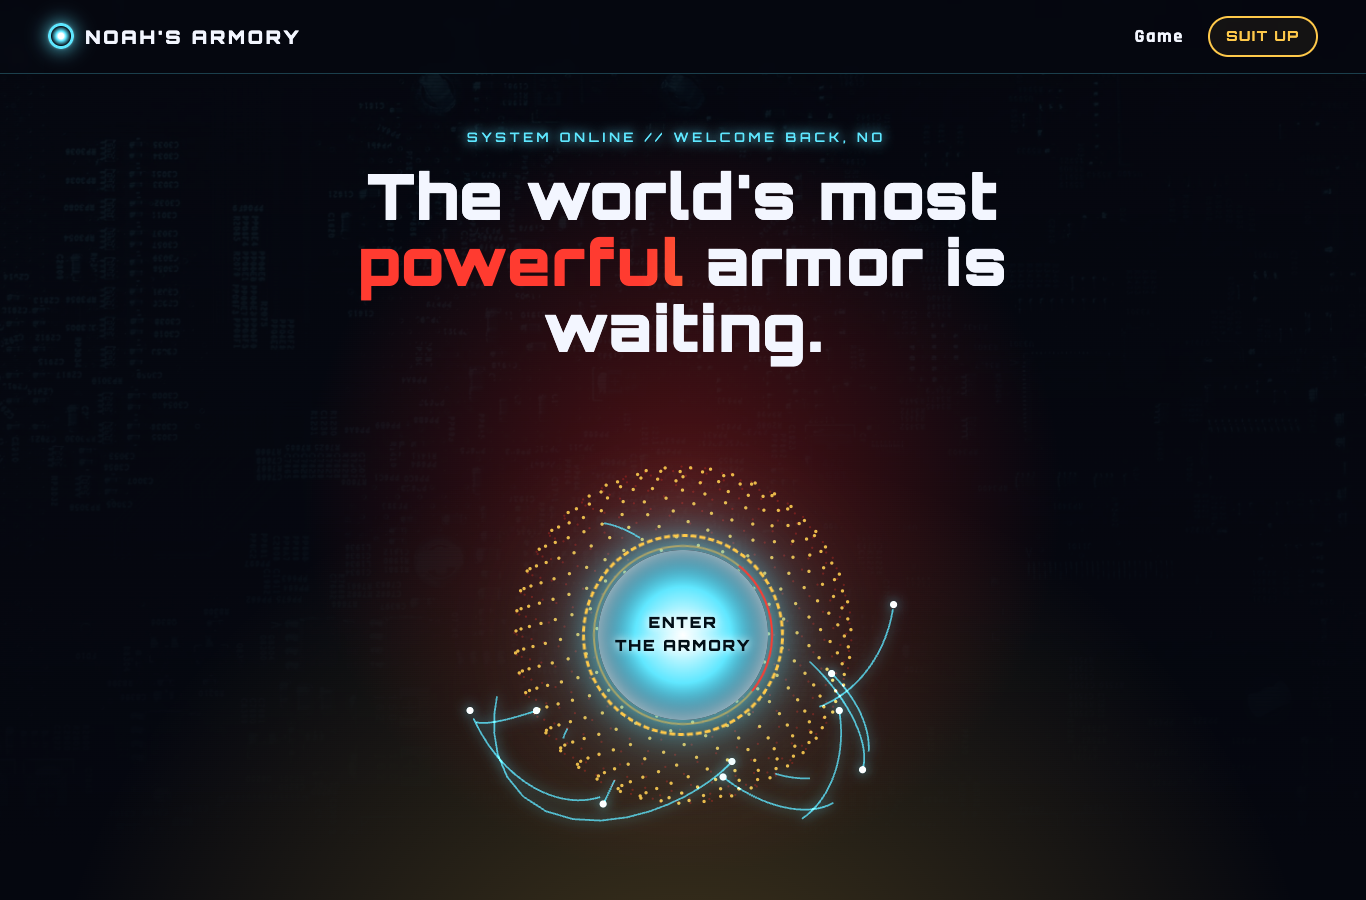 NOAH'S ARMORY
Game
SUIT UP
SYSTEM ONLINE // WELCOME BACK, NO
The world's most
powerful armor is
waiting.
ENTER
THE ARMORY